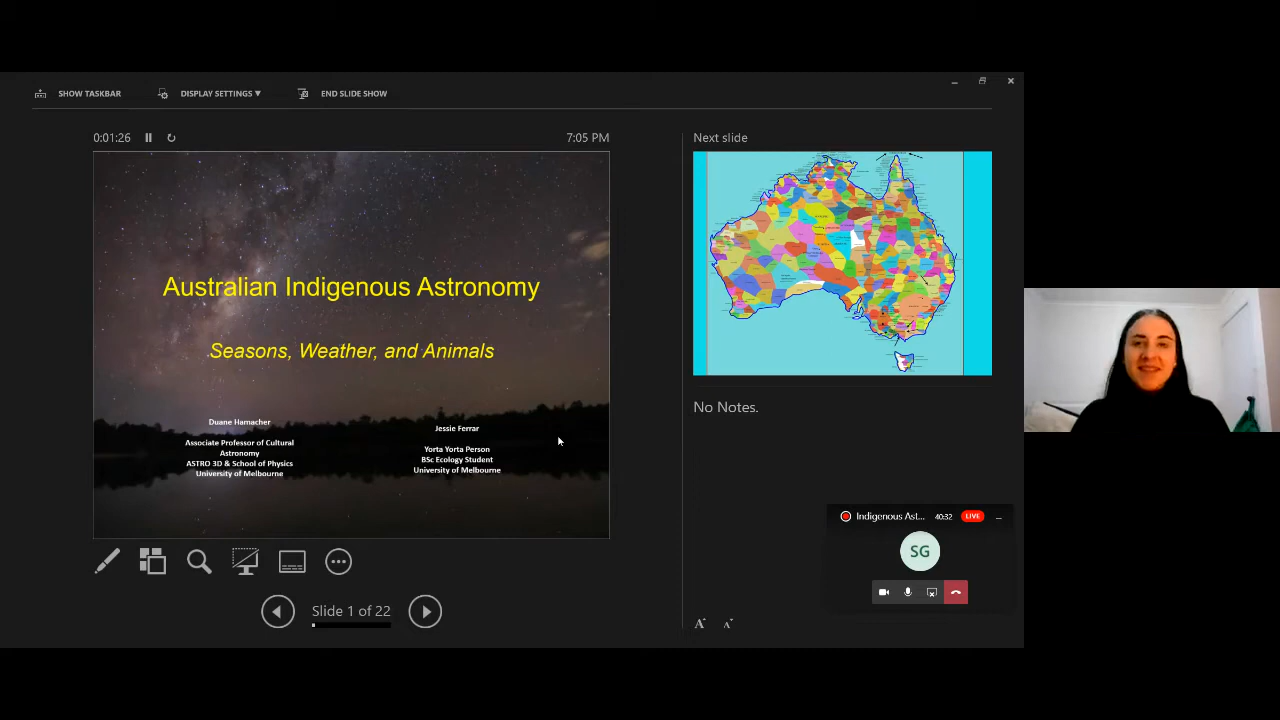 SHOW TASKBAR
DISPLAY SETTINGS ▼
END SLIDE SHOW
0:01:26
7:05 PM
Next slide
Australian Indigenous Astronomy
Seasons, Weather, and Animals
Duane Hamacher
Associate Professor of Cultural
Astronomy
ASTRO 3D & School of Physics
University of Melbourne
Jessie Ferrar
Yorta Yorta Person
BSc Ecology Student
University of Melbourne
No Notes.
Indigenous Ast...
40:32
LIVE
SG
Slide 1 of 22
A
A